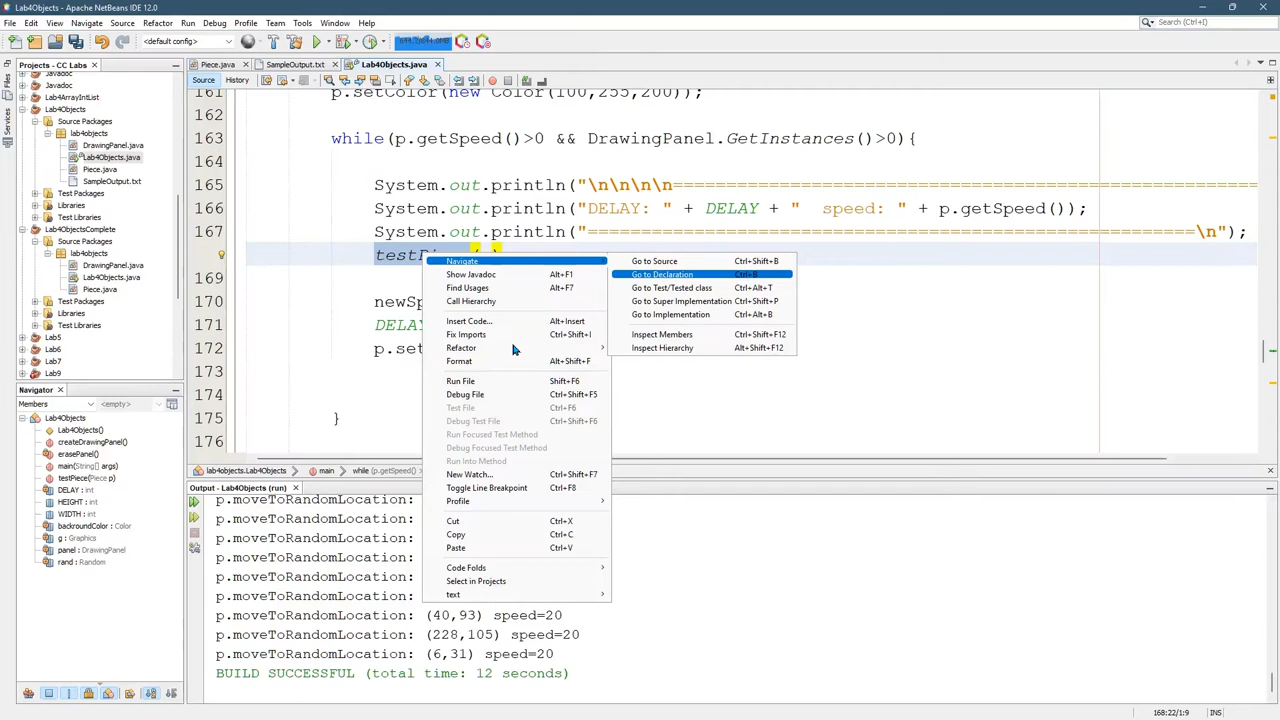 Lab4Objects - Apache NetBeans IDE 12.0
File Edit View Navigate Source Refactor Run Debug Profile Team Tools Window Help
Search (Ctrl+I)
<default config>
644.2/644.0MB
Projects - CC Labs
Piece.java
SampleOutput.txt
Lab4Objects.java
Files
Services
Source
History
Javadoc
Javadoc
Lab4ArrayIntList
Lab4Objects
Source Packages
lab4objects
DrawingPanel.java
Lab4Objects.java
Piece.java
SampleOutput.txt
Test Packages
Libraries
Test Libraries
Lab4ObjectsComplete
Source Packages
lab4objects
DrawingPanel.java
Lab4Objects.java
Piece.java
Test Packages
Libraries
Test Libraries
Lab5
Lab6
Lab7
Lab9
161 p.setColor(new Color(100,255,200));
162
163 while(p.getSpeed()>0 && DrawingPanel.GetInstances()>0){
164
165 System.out.println("\n\n\n\n=========================================
166 System.out.println("DELAY: " + DELAY + "  speed: " + p.getSpeed());
167 System.out.println("===========================================\n");
169
170 newSp
171 DELAY
172 p.set
173
174
175 }
176
Navigate
Show Javadoc Alt+F1
Find Usages Alt+F7
Call Hierarchy
Insert Code... Alt+Insert
Fix Imports Ctrl+Shift+I
Refactor
Format Alt+Shift+F
Run File Shift+F6
Debug File Ctrl+Shift+F5
Test File Ctrl+F6
Debug Test File Ctrl+Shift+F6
Run Focused Test Method
Debug Focused Test Method
Run Into Method
New Watch... Ctrl+Shift+F7
Toggle Line Breakpoint Ctrl+F8
Profile
Cut Ctrl+X
Copy Ctrl+C
Paste Ctrl+V
Code Folds
Select in Projects
text
Go to Source Ctrl+Shift+B
Go to Declaration Ctrl+B
Go to Test/Tested class Ctrl+Alt+T
Go to Super Implementation Ctrl+Shift+P
Go to Implementation Ctrl+Alt+B
Inspect Members Ctrl+Shift+F12
Inspect Hierarchy Alt+Shift+F12
Navigator
Members
<empty>
Lab4Objects
Lab4Objects()
createDrawingPanel()
erasePanel()
main(String[] args)
testPiece(Piece p)
DELAY : int
HEIGHT : int
WIDTH : int
backroundColor : Color
g : Graphics
panel : DrawingPanel
rand : Random
lab4objects.Lab4Objects
main
while (p.getSpeed()
Output - Lab4Objects (run)
p.moveToRandomLocation:
p.moveToRandomLocation:
p.moveToRandomLocation:
p.moveToRandomLocation:
p.moveToRandomLocation:
p.moveToRandomLocation:
p.moveToRandomLocation: (40,93) speed=20
p.moveToRandomLocation: (228,105) speed=20
p.moveToRandomLocation: (6,31) speed=20
BUILD SUCCESSFUL (total time: 12 seconds)
168:22/1:9
INS